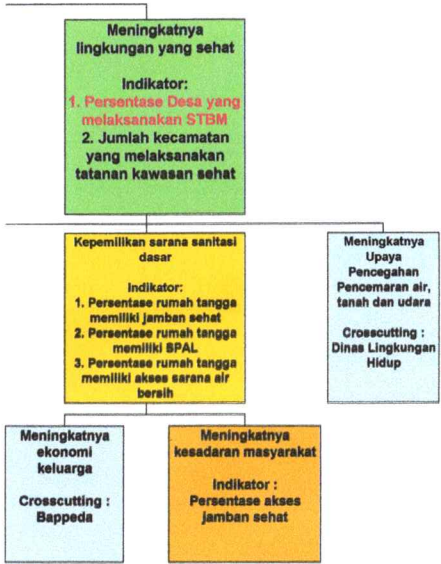 Meningkatnya
lingkungan yang sehat
Indikator:
1. Persentase Desa yang
melaksanakan STBM
2. Jumlah kecamatan
yang melaksanakan
tatanan kawasan sehat
Kepemilikan sarana sanitasi
dasar
Indikator:
1. Persentase rumah tangga
memiliki jamban sehat
2. Persentase rumah tangga
memiliki SPAL
3. Persentase rumah tangga
memiliki akses sarana air
bersih
Meningkatnya
Upaya
Pencegahan
Pencemaran air,
tanah dan udara
Crosscutting :
Dinas Lingkungan
Hidup
Meningkatnya
ekonomi
keluarga
Crosscutting :
Bappeda
Meningkatnya
kesadaran masyarakat
Indikator :
Persentase akses
jamban sehat